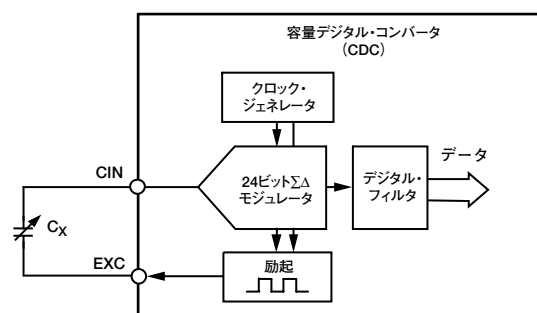 容量デジタル・コンバータ
(CDC)
クロック・
ジェネレータ
CIN
24ビットΣΔ
モジュレータ
デジタル・
フィルタ
データ
CX
EXC
励起